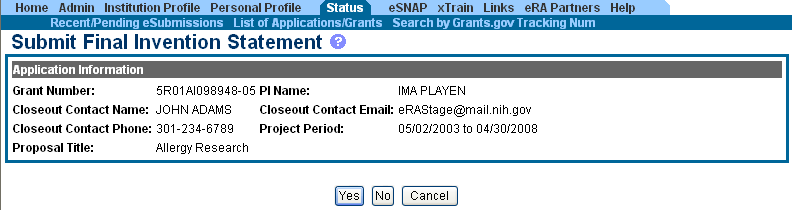 Home Admin Institution Profile Personal Profile Status eSNAP xTrain Links eRA Partners Help
Recent/Pending eSubmissions List of Applications/Grants Search by Grants.gov Tracking Num
Submit Final Invention Statement ?
Application Information
Grant Number: 5R01AI098948-05 PI Name: IMA PLAYEN
Closeout Contact Name: JOHN ADAMS Closeout Contact Email: eRAStage@mail.nih.gov
Closeout Contact Phone: 301-234-6789 Project Period: 05/02/2003 to 04/30/2008
Proposal Title: Allergy Research
Yes No Cancel